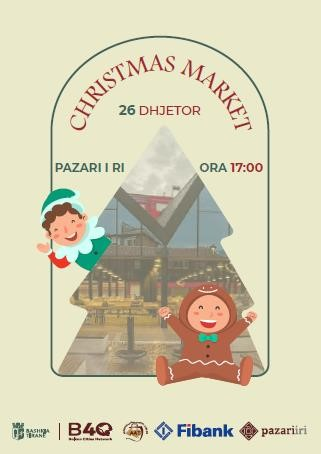 CHRISTMAS MARKET
26 DHJETOR
PAZARI I RI
ORA 17:00
BASHKIA
TIRANË
B4Q
Fibank
pazariiri